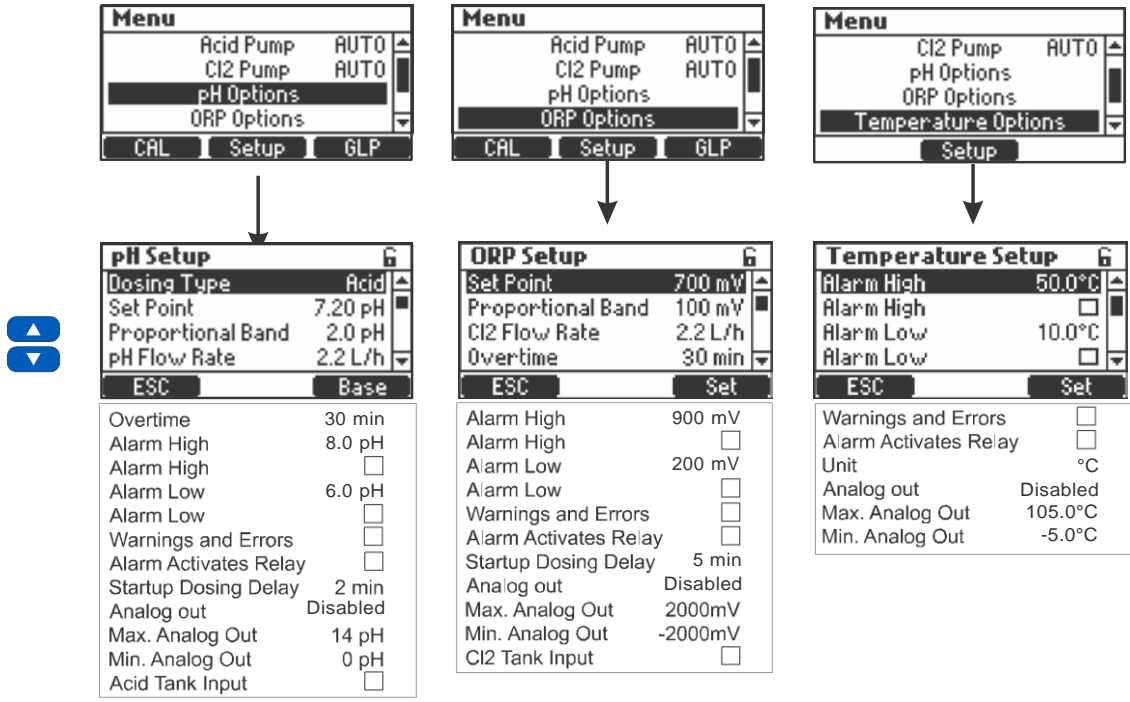 Menu
Acid Pump AUTO
Cl2 Pump AUTO
pH Options
ORP Options
CAL Setup GLP
Menu
Acid Pump AUTO
Cl2 Pump AUTO
pH Options
ORP Options
CAL Setup GLP
Menu
Cl2 Pump AUTO
pH Options
ORP Options
Temperature Options
Setup
pH Setup
Dosing Type Acid
Set Point 7.20 pH
Proportional Band 2.0 pH
pH Flow Rate 2.2 L/h
ESC Base
Overtime 30 min
Alarm High 8.0 pH
Alarm High
Alarm Low 6.0 pH
Alarm Low
Warnings and Errors
Alarm Activates Relay
Startup Dosing Delay 2 min
Analog out Disabled
Max. Analog Out 14 pH
Min. Analog Out 0 pH
Acid Tank Input
ORP Setup
Set Point 700 mV
Proportional Band 100 mV
Cl2 Flow Rate 2.2 L/h
Overtime 30 min
ESC Set
Alarm High 900 mV
Alarm High
Alarm Low 200 mV
Alarm Low
Warnings and Errors
Alarm Activates Relay
Startup Dosing Delay 5 min
Analog out Disabled
Max. Analog Out 2000mV
Min. Analog Out -2000mV
Cl2 Tank Input
Temperature Setup
Alarm High 50.0°C
Alarm High
Alarm Low 10.0°C
Alarm Low
ESC Set
Warnings and Errors
Alarm Activates Relay
Unit °C
Analog out Disabled
Max. Analog Out 105.0°C
Min. Analog Out -5.0°C